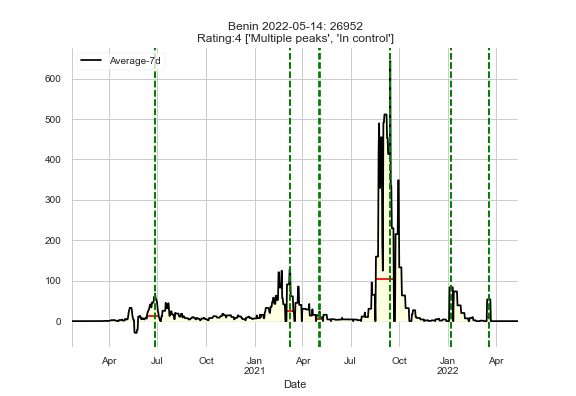 Benin 2022-05-14: 26952
Rating:4 ['Multiple peaks', 'In control']
Average-7d
600
500
400
300
200
100
0
Apr Jul Oct Jan Apr Jul Oct Jan Apr
2021 2022
Date